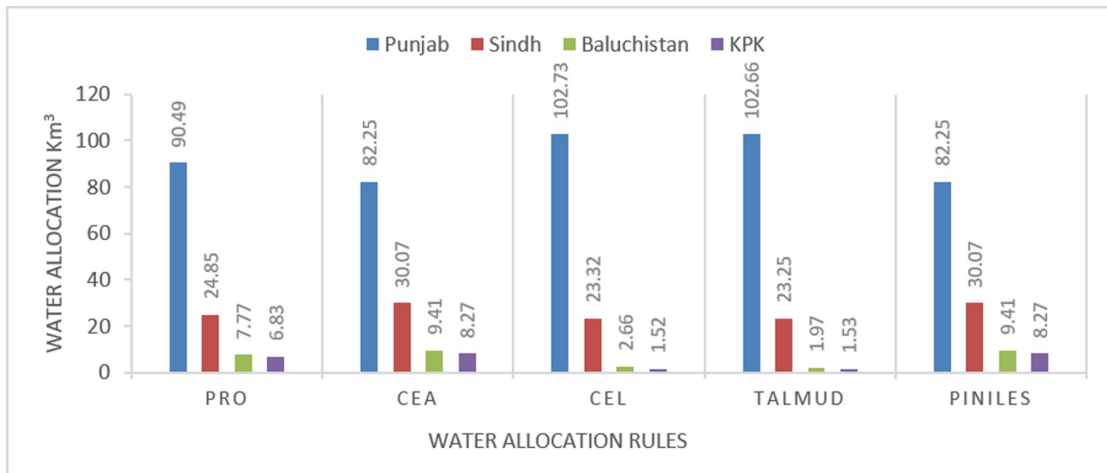 Punjab Sindh Baluchistan KPK
WATER ALLOCATION Km³
120
100
80
60
40
20
0
90.49 24.85 7.77 6.83
82.25 30.07 9.41 8.27
102.73 23.32 2.66 1.52
102.66 23.25 1.97 1.53
82.25 30.07 9.41 8.27
PRO CEA CEL TALMUD PINILES
WATER ALLOCATION RULES